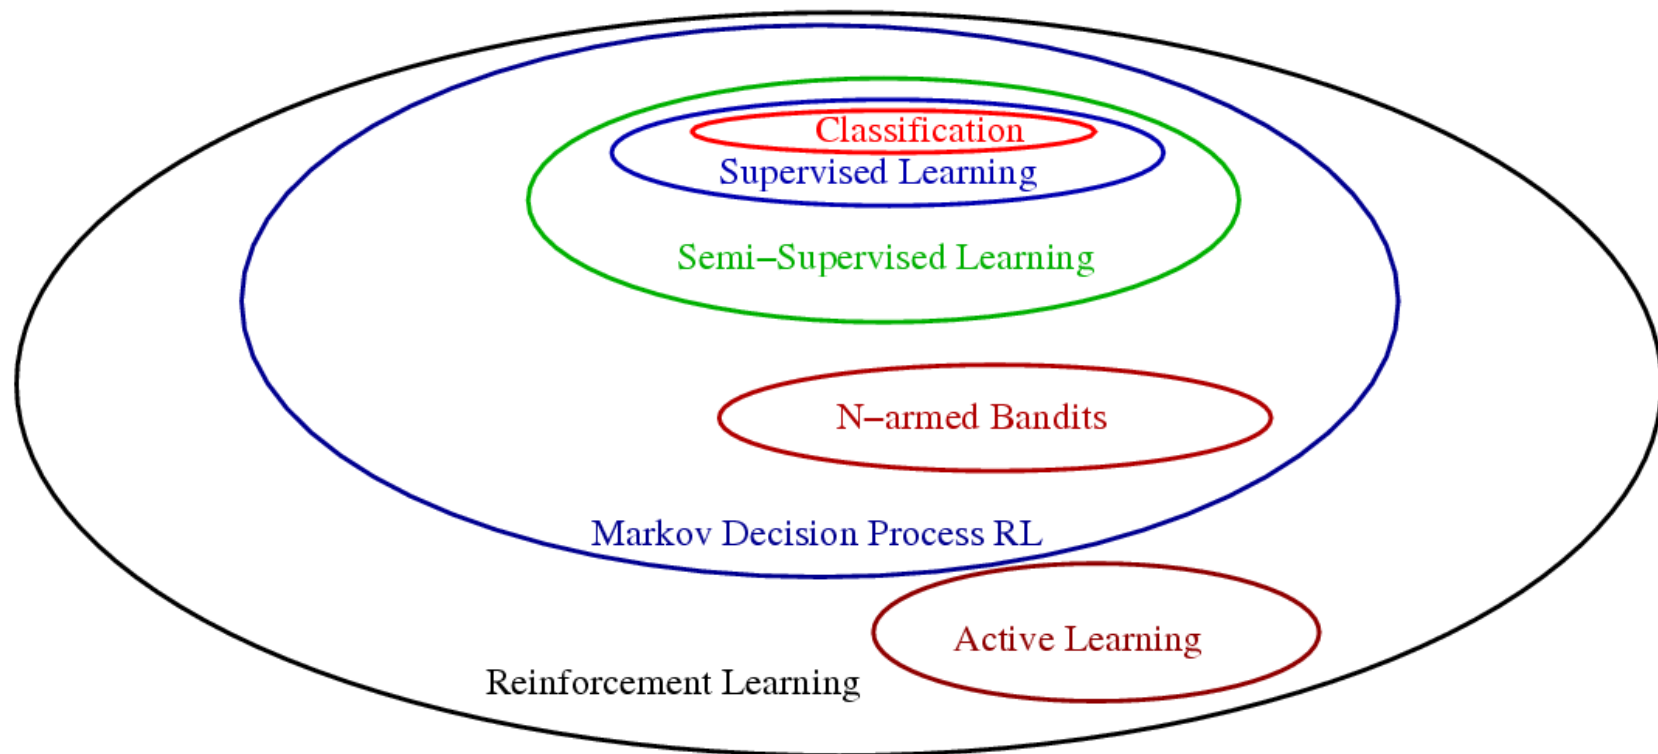 Classification
Supervised Learning
Semi−Supervised Learning
N−armed Bandits
Markov Decision Process RL
Active Learning
Reinforcement Learning